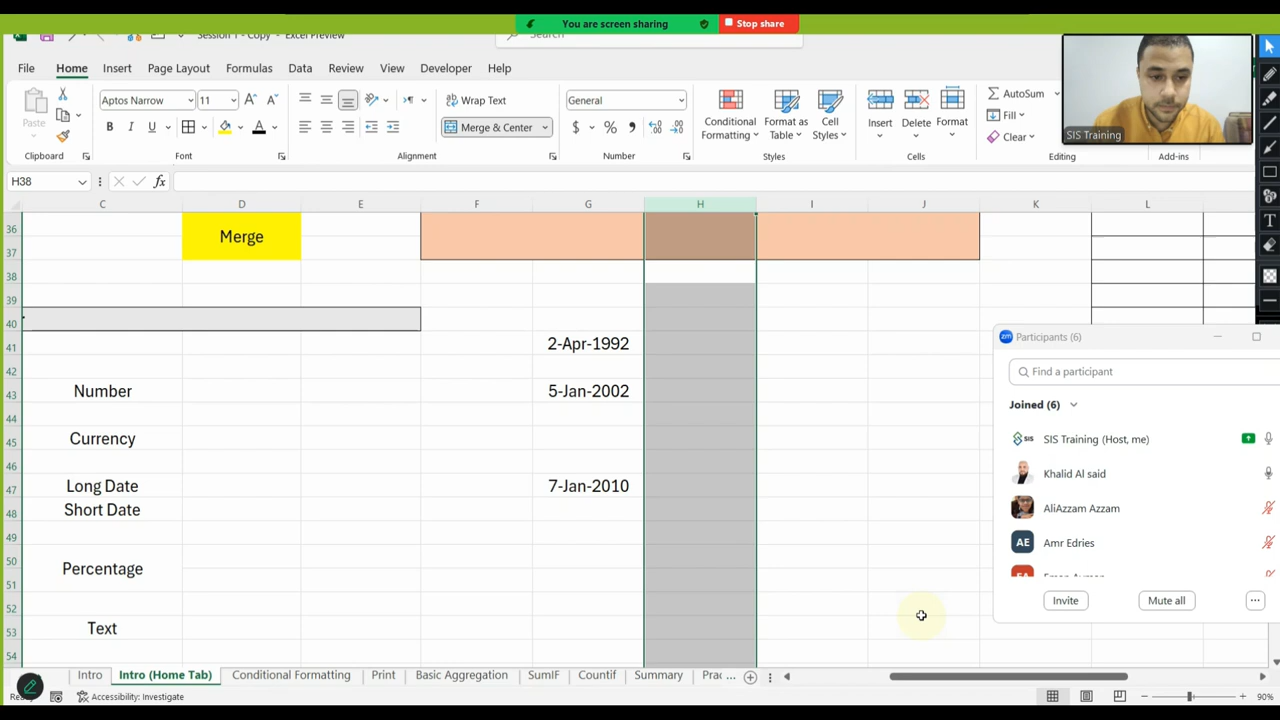 You are screen sharing
Stop share
Session 1 - Copy - Excel Preview
Search
File Home Insert Page Layout Formulas Data Review View Developer Help
Paste
Clipboard
Aptos Narrow 11
B I U
Font
Wrap Text
Merge & Center
Alignment
General
Number
Conditional Formatting
Format as Table
Cell Styles
Styles
Insert
Delete
Format
Cells
AutoSum
Fill
Clear
Editing
Add-ins
SIS Training
H38
fx
C D E F G H I J K L
36
Merge
37
38
39
40
41 2-Apr-1992
42
43 Number 5-Jan-2002
44
45 Currency
46
47 Long Date 7-Jan-2010
48 Short Date
49
50 Percentage
51
52
53 Text
54
Participants (6)
Find a participant
Joined (6)
SIS Training (Host, me)
Khalid Al said
AliAzzam Azzam
AE Amr Edries
Invite
Mute all
Intro Intro (Home Tab) Conditional Formatting Print Basic Aggregation SumIF Countif Summary Prac ...
Accessibility: Investigate
90%